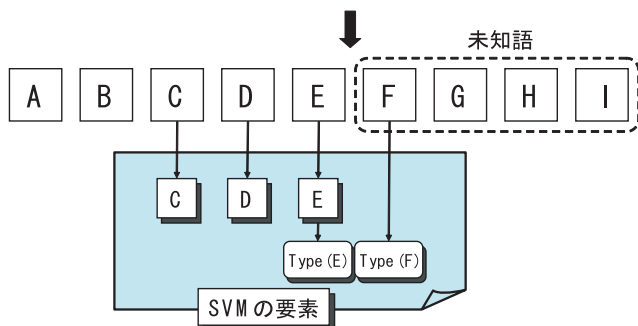 未知語
A B C D E F G H I
C D E
Type(E) Type(F)
SVMの要素